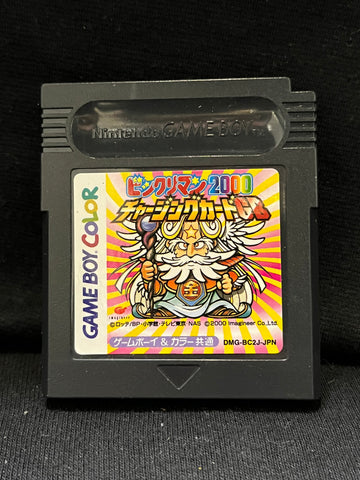 Nintendo GAME BOY
GAME BOY COLOR
ビックリマン2000
チャージングカードGB
金
IMAGINEER
©ロッテ/BP・小学館・テレビ東京 NAS ©2000 Imagineer Co.,Ltd.
ゲームボーイ&カラー共通
DMG-BC2J-JPN